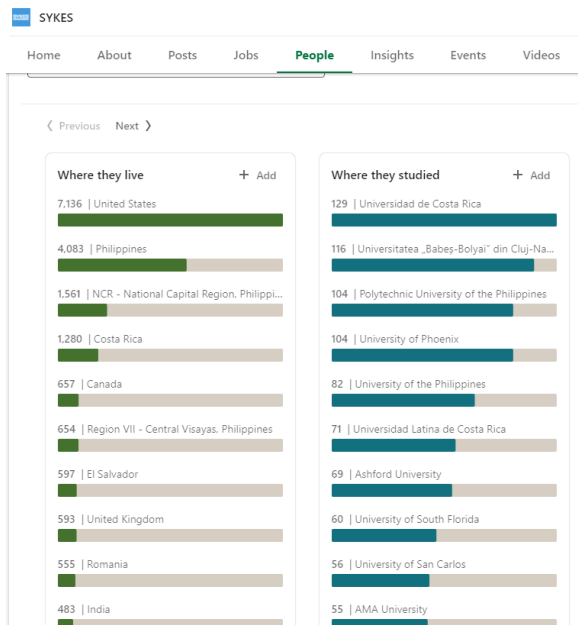 SYKES
Home About Posts Jobs People Insights Events Videos
Previous Next
Where they live
+ Add
7,136 | United States
4,083 | Philippines
1,561 | NCR - National Capital Region, Philippi...
1,280 | Costa Rica
657 | Canada
654 | Region VII - Central Visayas, Philippines
597 | El Salvador
593 | United Kingdom
555 | Romania
483 | India
Where they studied
+ Add
129 | Universidad de Costa Rica
116 | Universitatea „Babeș-Bolyai” din Cluj-Na...
104 | Polytechnic University of the Philippines
104 | University of Phoenix
82 | University of the Philippines
71 | Universidad Latina de Costa Rica
69 | Ashford University
60 | University of South Florida
56 | University of San Carlos
55 | AMA University